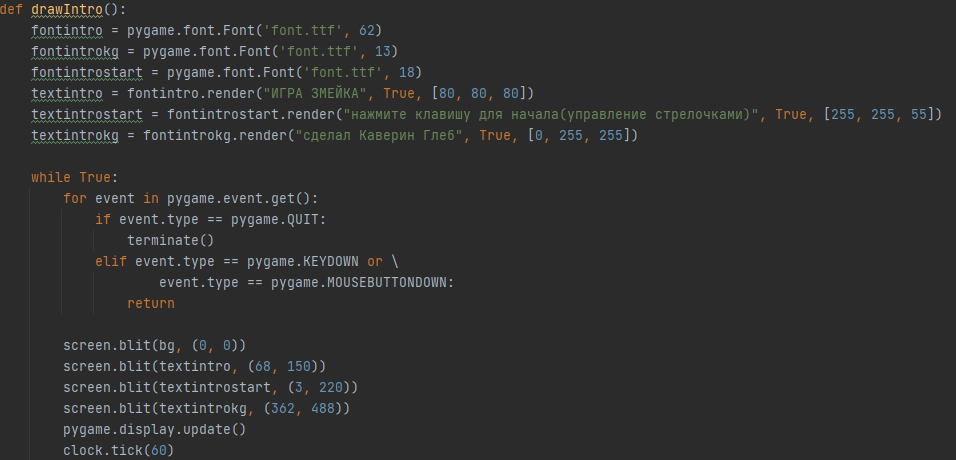 def drawIntro():
    fontintro = pygame.font.Font('font.ttf', 62)
    fontintrokg = pygame.font.Font('font.ttf', 13)
    fontintrostart = pygame.font.Font('font.ttf', 18)
    textintro = fontintro.render("ИГРА ЗМЕЙКА", True, [80, 80, 80])
    textintrostart = fontintrostart.render("нажмите клавишу для начала(управление стрелочками)", True, [255, 255, 55])
    textintrokg = fontintrokg.render("сделал Каверин Глеб", True, [0, 255, 255])
    while True:
        for event in pygame.event.get():
            if event.type == pygame.QUIT:
                terminate()
            elif event.type == pygame.KEYDOWN or \
                    event.type == pygame.MOUSEBUTTONDOWN:
                return
        screen.blit(bg, (0, 0))
        screen.blit(textintro, (68, 150))
        screen.blit(textintrostart, (3, 220))
        screen.blit(textintrokg, (362, 488))
        pygame.display.update()
        clock.tick(60)